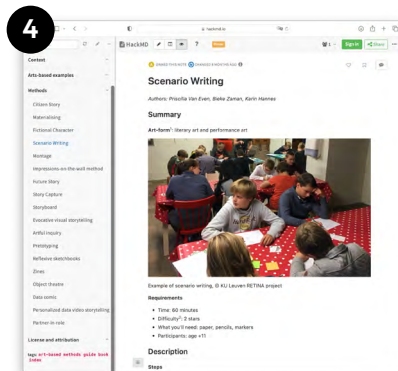 4
hackmd.io
HackMD
?
1
Sign in
Share
Context
Arts-based examples
Methods
Citizen Story
Materialising
Fictional Character
Scenario Writing
Montage
Impressions-on-the-wall method
Future Story
Story Capture
Storyboard
Evocative visual storytelling
Artful Inquiry
Pretotyping
Reflexive sketchbooks
Zines
Object theatre
Data comic
Personalized data video storytelling
Partner in role
License and attribution
tags: art-based methods guide book
index
Scenario Writing
Authors: Priscilla Van Even, Bieke Zaman, Karin Hannes
Summary
Art-form¹: literary art and performance art
Example of scenario writing, @ KU Leuven RETINA project
Requirements
• Time: 60 minutes
• Difficulty²: 2 stars
• What you'll need: paper, pencils, markers
• Participants: age +11
Description
Steps